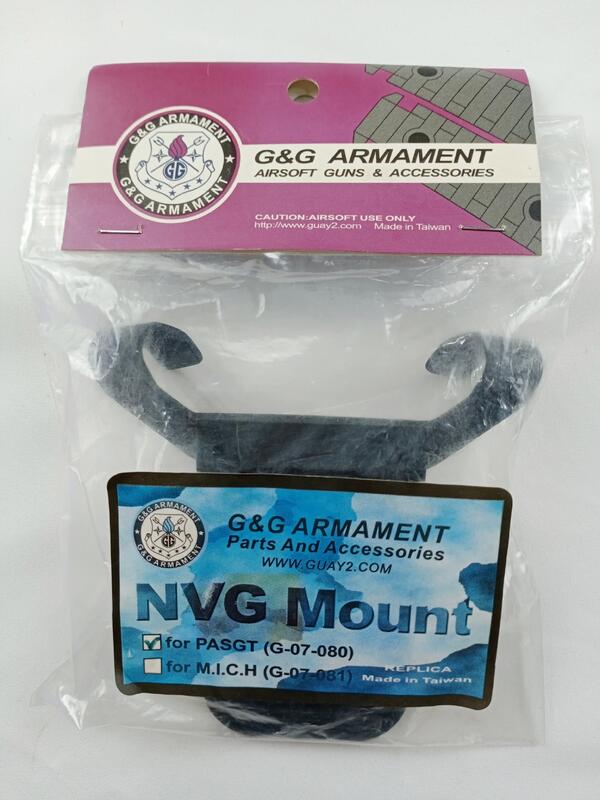 G&G ARMAMENT
GG
G&G ARMAMENT
G&G ARMAMENT
AIRSOFT GUNS & ACCESSORIES
CAUTION:AIRSOFT USE ONLY
http://www.guay2.com Made in Taiwan
G&G ARMAMENT
GG
G&G ARMAMENT
G&G ARMAMENT
Parts And Accessories
WWW.GUAY2.COM
NVG Mount
for PASGT (G-07-080)
for M.I.C.H (G-07-081)
REPLICA
Made in Taiwan